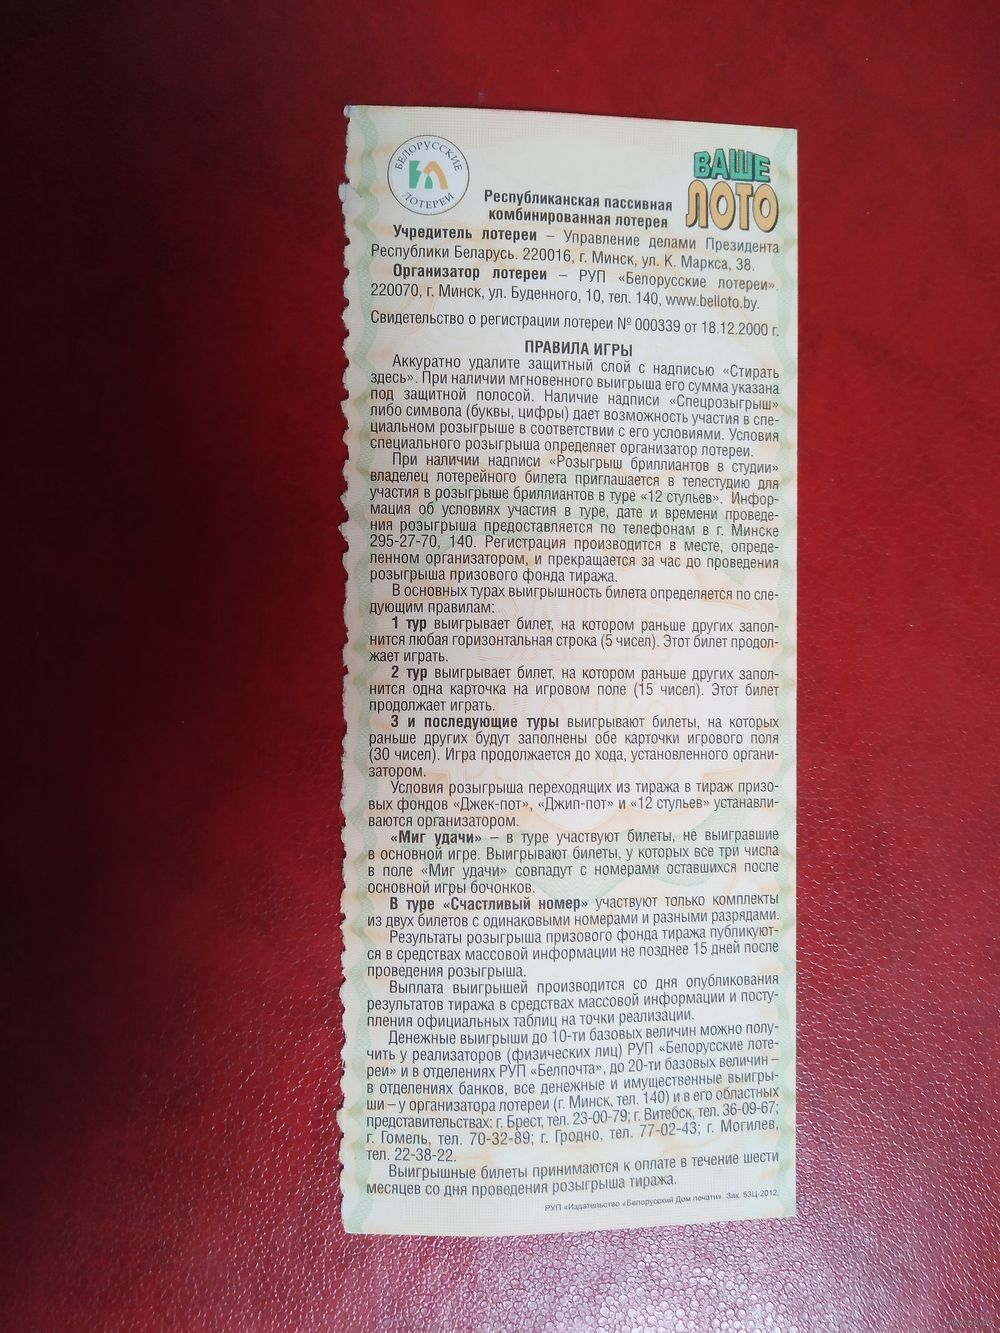 БЕЛОРУССКИЕ
ЛОТЕРЕИ
ВАШЕ
ЛОТО
Республиканская пассивная
комбинированная лотерея
Учредитель лотереи – Управление делами Президента
Республики Беларусь. 220016, г. Минск, ул. К. Маркса, 38.
Организатор лотереи – РУП «Белорусские лотереи».
220070, г. Минск, ул. Буденного, 10, тел. 140, www.belloto.by.
Свидетельство о регистрации лотереи № 000339 от 18.12.2000 г.
ПРАВИЛА ИГРЫ
Аккуратно удалите защитный слой с надписью «Стирать
здесь». При наличии мгновенного выигрыша его сумма указана
под защитной полосой. Наличие надписи «Спецрозыгрыш»
либо символа (буквы, цифры) дает возможность участия в спе-
циальном розыгрыше в соответствии с его условиями. Условия
специального розыгрыша определяет организатор лотереи.
При наличии надписи «Розыгрыш бриллиантов в студии»
владелец лотерейного билета приглашается в телестудию для
участия в розыгрыше бриллиантов в туре «12 стульев». Инфор-
мация об условиях участия в туре, дате и времени проведе-
ния розыгрыша предоставляется по телефонам в г. Минске
295-27-70, 140. Регистрация производится в месте, опреде-
ленном организатором, и прекращается за час до проведения
розыгрыша призового фонда тиража.
В основных турах выигрышность билета определяется по сле-
дующим правилам:
1 тур выигрывает билет, на котором раньше других запол-
нится любая горизонтальная строка (5 чисел). Этот билет продол-
жает играть.
2 тур выигрывает билет, на котором раньше других запол-
нится одна карточка на игровом поле (15 чисел). Этот билет
продолжает играть.
3 и последующие туры выигрывают билеты, на которых
раньше других будут заполнены обе карточки игрового поля
(30 чисел). Игра продолжается до хода, установленного органи-
затором.
Условия розыгрыша переходящих из тиража в тираж призо-
вых фондов «Джек-пот», «Джип-пот» и «12 стульев» устанавли-
ваются организатором.
«Миг удачи» – в туре участвуют билеты, не выигравшие
в основной игре. Выигрывают билеты, у которых все три числа
в поле «Миг удачи» совпадут с номерами оставшихся после
основной игры бочонков.
В туре «Счастливый номер» участвуют только комплекты
из двух билетов с одинаковыми номерами и разными разрядами.
Результаты розыгрыша призового фонда тиража публикуют-
ся в средствах массовой информации не позднее 15 дней после
проведения розыгрыша.
Выплата выигрышей производится со дня опубликования
результатов тиража в средствах массовой информации и посту-
пления официальных таблиц на точки реализации.
Денежные выигрыши до 10-ти базовых величин можно полу-
чить у реализаторов (физических лиц) РУП «Белорусские лоте-
реи» и в отделениях РУП «Белпочта», до 20-ти базовых величин –
в отделениях банков, все денежные и имущественные выигры-
ши – у организатора лотереи (г. Минск, тел. 140) и в его областных
представительствах: г. Брест, тел. 23-00-79; г. Витебск, тел. 36-09-67;
г. Гомель, тел. 70-32-89; г. Гродно, тел. 77-02-43; г. Могилев,
тел. 22-38-22.
Выигрышные билеты принимаются к оплате в течение шести
месяцев со дня проведения розыгрыша тиража.
РУП «Издательство «Белорусский Дом печати». Зак. 53Ц-2012.